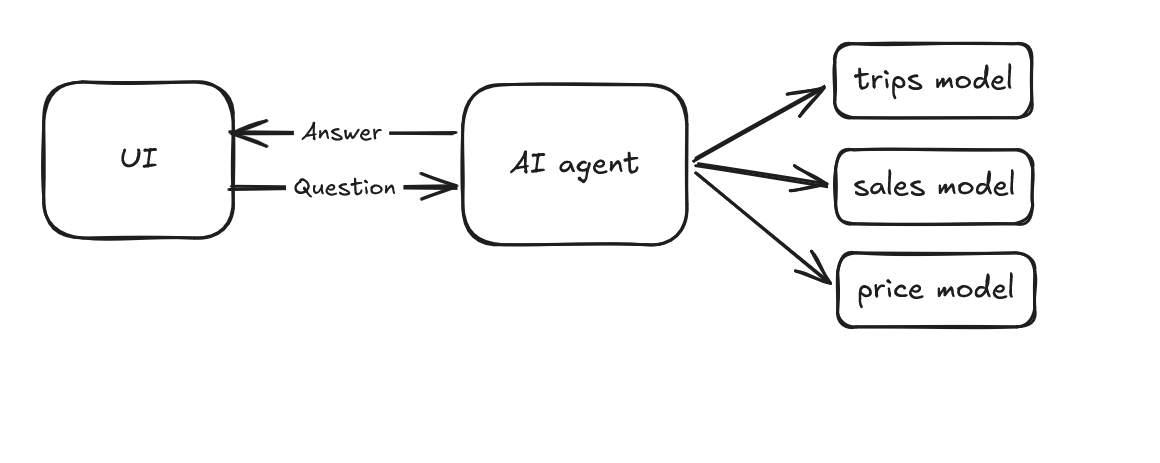 UI
Answer
Question
AI agent
trips model
sales model
price model